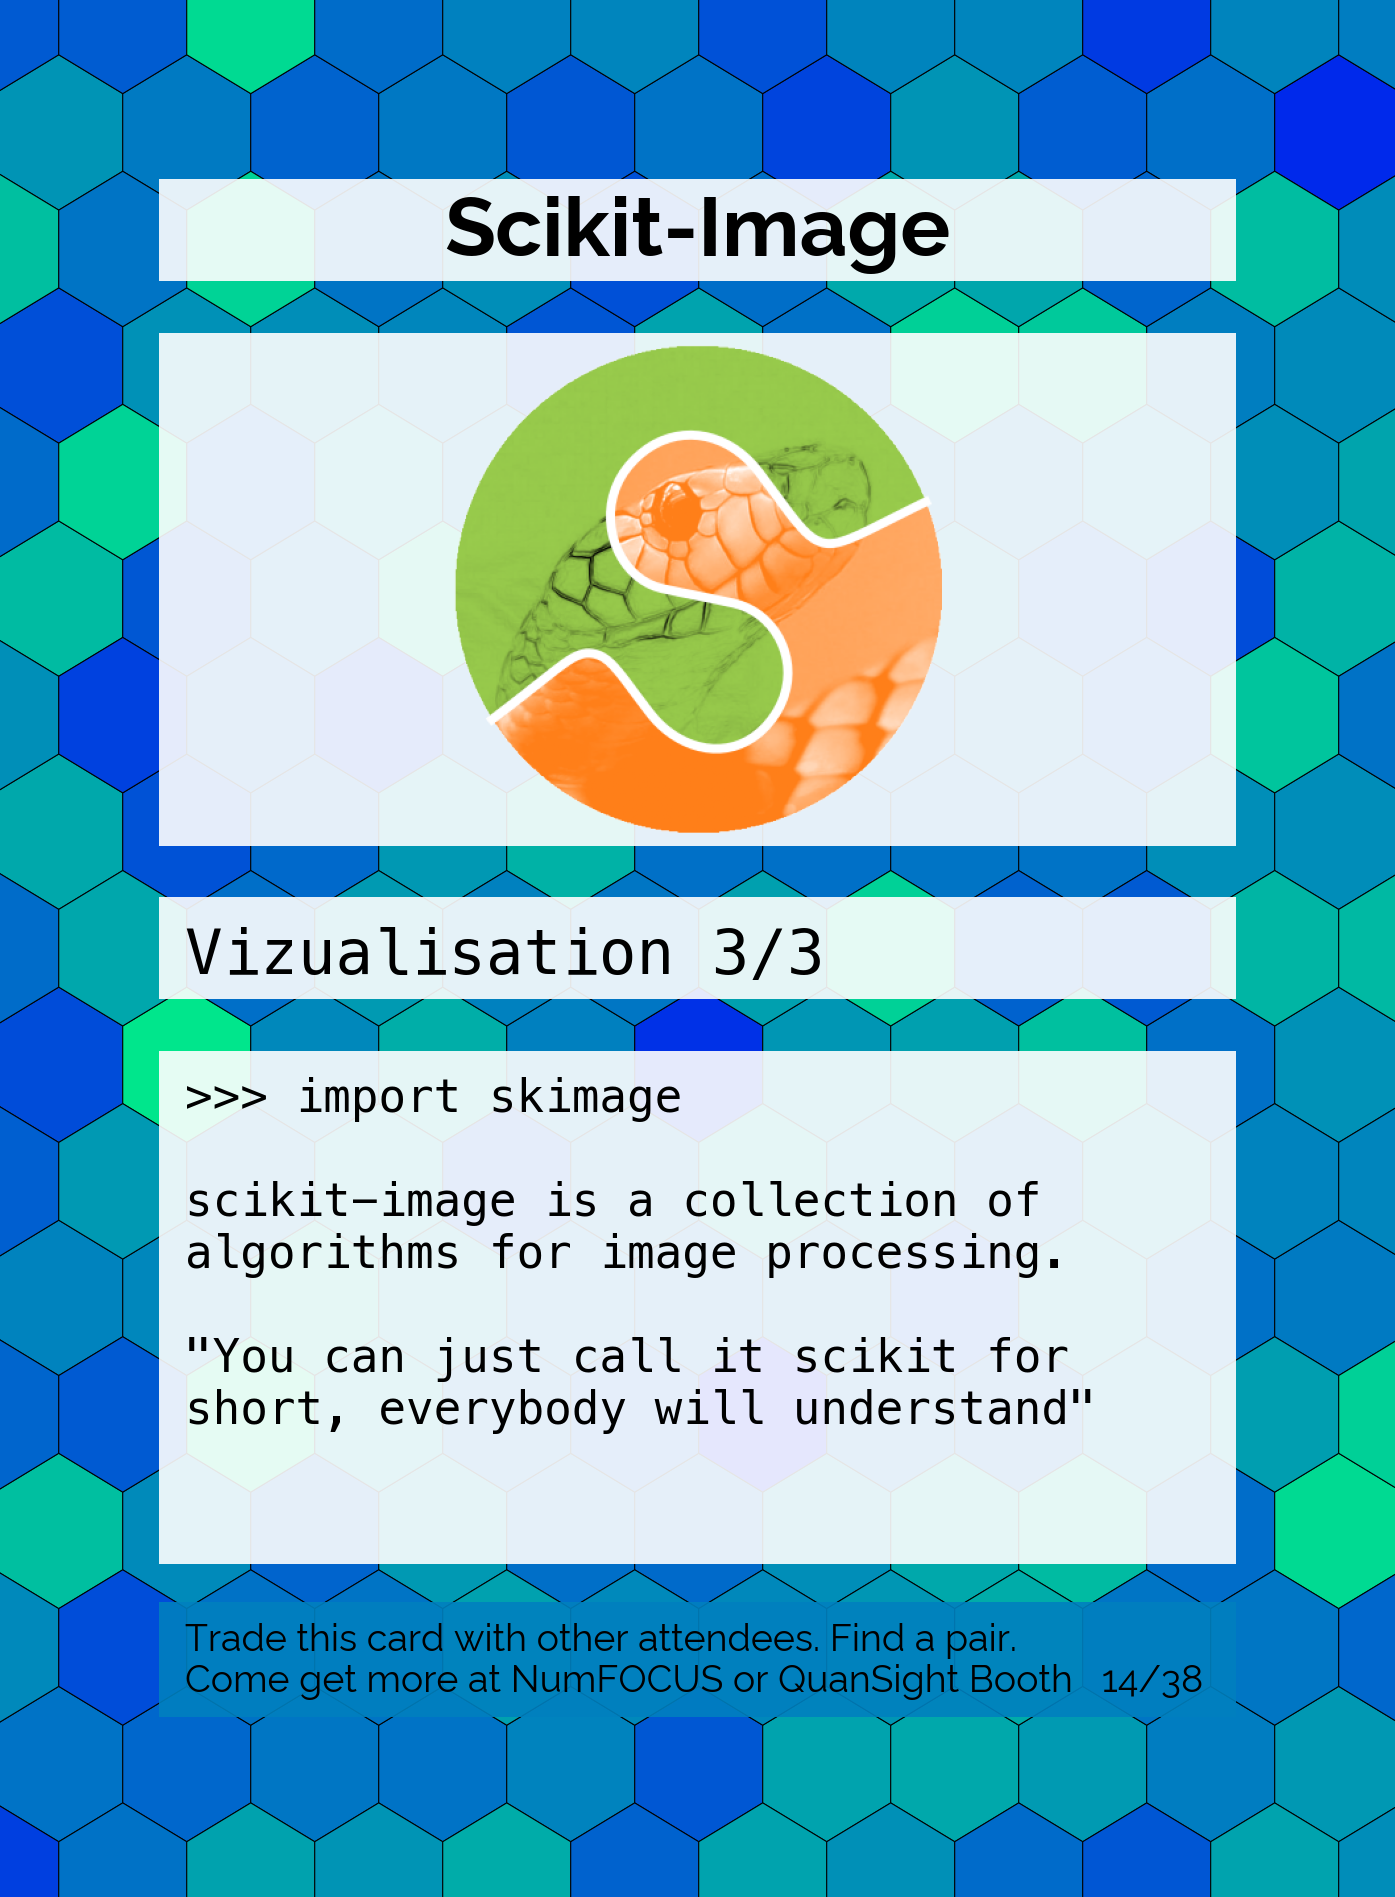 Scikit-Image
Vizualisation 3/3
>>> import skimage
scikit-image is a collection of
algorithms for image processing.
"You can just call it scikit for
short, everybody will understand"
Trade this card with other attendees. Find a pair.
Come get more at NumFOCUS or QuanSight Booth 14/38